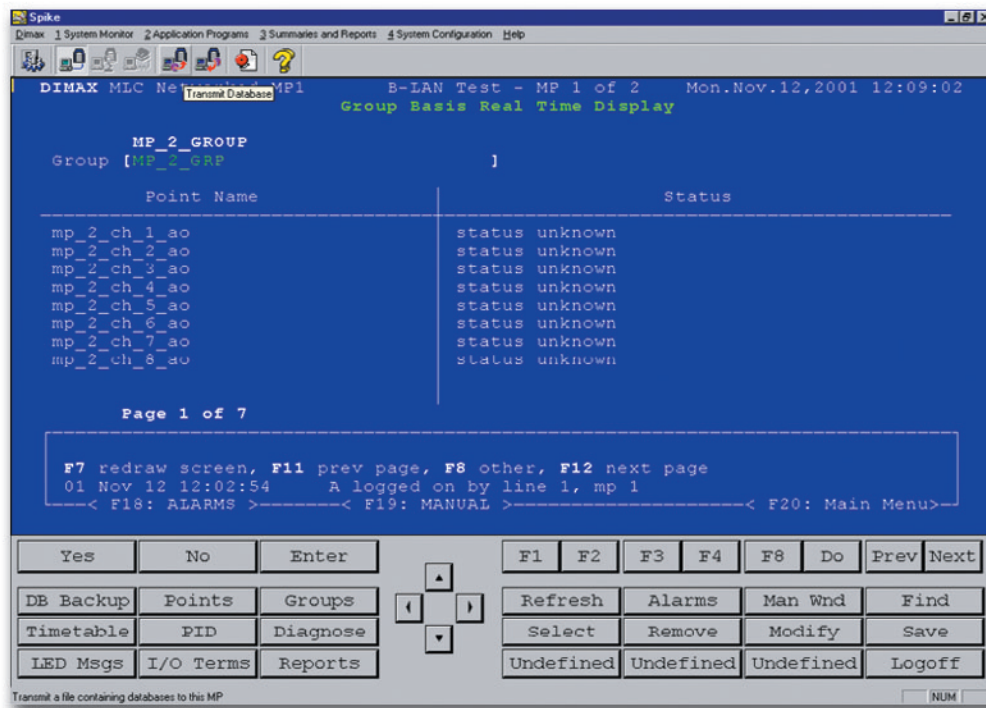 Spike
Dimax 1 System Monitor 2 Application Programs 3 Summaries and Reports 4 System Configuration Help
DIMAX MLC MP1 B-LAN Test - MP 1 of 2 Mon.Nov.12,2001 12:09:02
Transmit Database
Group Basis Real Time Display
MP_2_GROUP
Group [MP_2_GRP ]
Point Name Status
mp_2_ch_1_ao status unknown
mp_2_ch_2_ao status unknown
mp_2_ch_3_ao status unknown
mp_2_ch_4_ao status unknown
mp_2_ch_5_ao status unknown
mp_2_ch_6_ao status unknown
mp_2_ch_7_ao status unknown
mp_2_ch_8_ao status unknown
Page 1 of 7
F7 redraw screen, F11 prev page, F8 other, F12 next page
01 Nov 12 12:02:54 A logged on by line 1, mp 1
< F18: ALARMS > < F19: MANUAL > < F20: Main Menu>
Yes No Enter F1 F2 F3 F4 F8 Do Prev Next
DB Backup Points Groups Refresh Alarms Man Wnd Find
Timetable PID Diagnose Select Remove Modify Save
LED Msgs I/O Terms Reports Undefined Undefined Undefined Logoff
Transmit a file containing databases to this MP NUM